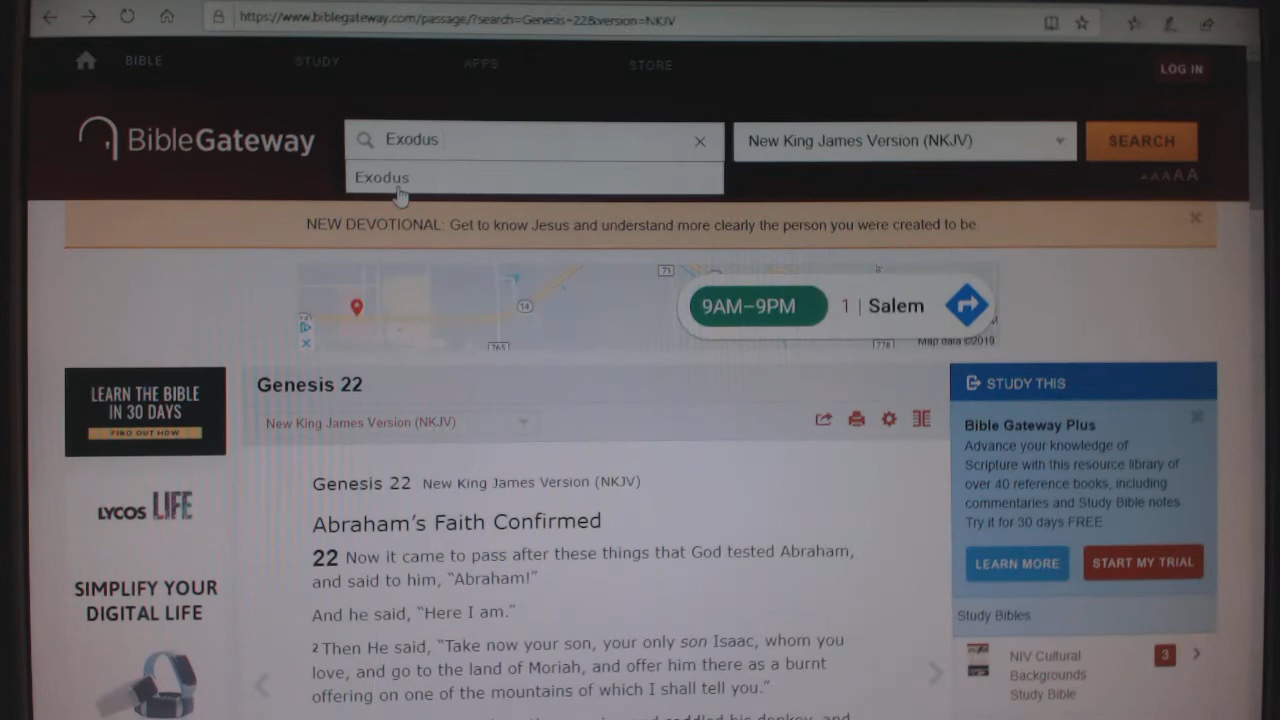 https://www.biblegateway.com/passage/?search=Genesis+22&version=NKJV
BIBLE STUDY APPS STORE LOG IN
BibleGateway Exodus × New King James Version (NKJV) SEARCH
Exodus
AAAAA
NEW DEVOTIONAL: Get to know Jesus and understand more clearly the person you were created to be.
71
14
9AM–9PM 1 | Salem
765
778
Map data ©2019
LEARN THE BIBLE
IN 30 DAYS
FIND OUT HOW
LYCOS LIFE
SIMPLIFY YOUR
DIGITAL LIFE
Genesis 22
New King James Version (NKJV)
Genesis 22 New King James Version (NKJV)
Abraham’s Faith Confirmed
22 Now it came to pass after these things that God tested Abraham,
and said to him, “Abraham!”
And he said, “Here I am.”
2 Then He said, “Take now your son, your only son Isaac, whom you
love, and go to the land of Moriah, and offer him there as a burnt
offering on one of the mountains of which I shall tell you.”
STUDY THIS
Bible Gateway Plus
Advance your knowledge of
Scripture with this resource library of
over 40 reference books, including
commentaries and Study Bible notes
Try it for 30 days FREE
LEARN MORE START MY TRIAL
Study Bibles
NIV Cultural
Backgrounds
Study Bible
3